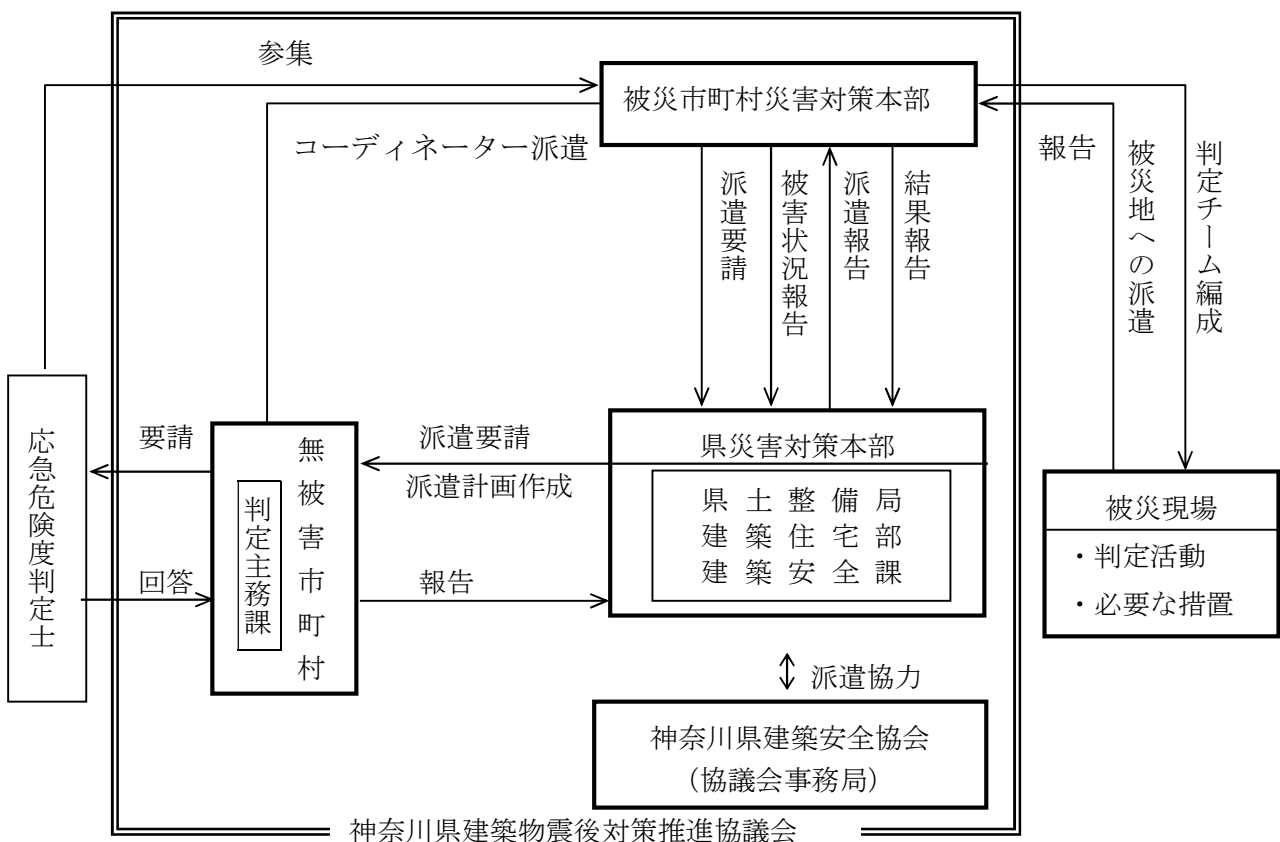 参集
被災市町村災害対策本部
コーディネーター派遣
派遣要請
被害状況報告
派遣報告
結果報告
報告
被災地への派遣
判定チーム編成
応急危険度判定士
要請
回答
無被害市町村
判定主務課
派遣要請
派遣計画作成
報告
県災害対策本部
県土整備局
建築住宅部
建築安全課
被災現場
・判定活動
・必要な措置
派遣協力
神奈川県建築安全協会
（協議会事務局）
神奈川県建築物震後対策推進協議会